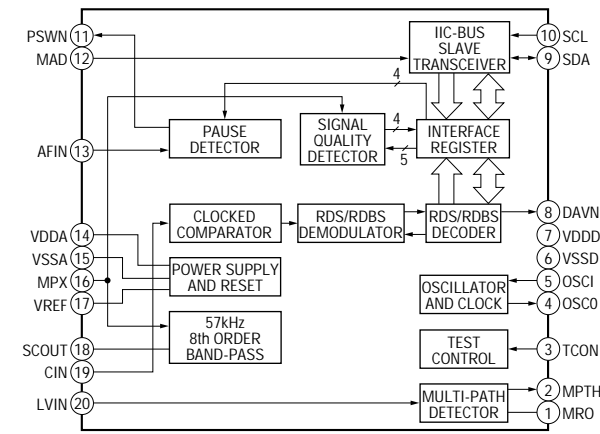 PSWN 11
MAD 12
AFIN 13
VDDA 14
VSSA 15
MPX 16
VREF 17
SCOUT 18
CIN 19
LVIN 20
IIC-BUS
SLAVE
TRANSCEIVER
4
PAUSE
DETECTOR
SIGNAL
QUALITY
DETECTOR
4
5
INTERFACE
REGISTER
CLOCKED
COMPARATOR
RDS/RDBS
DEMODULATOR
RDS/RDBS
DECODER
POWER SUPPLY
AND RESET
57kHz
8th ORDER
BAND-PASS
OSCILLATOR
AND CLOCK
TEST
CONTROL
MULTI-PATH
DETECTOR
10 SCL
9 SDA
8 DAVN
7 VDDD
6 VSSD
5 OSCI
4 OSC0
3 TCON
2 MPTH
1 MRO